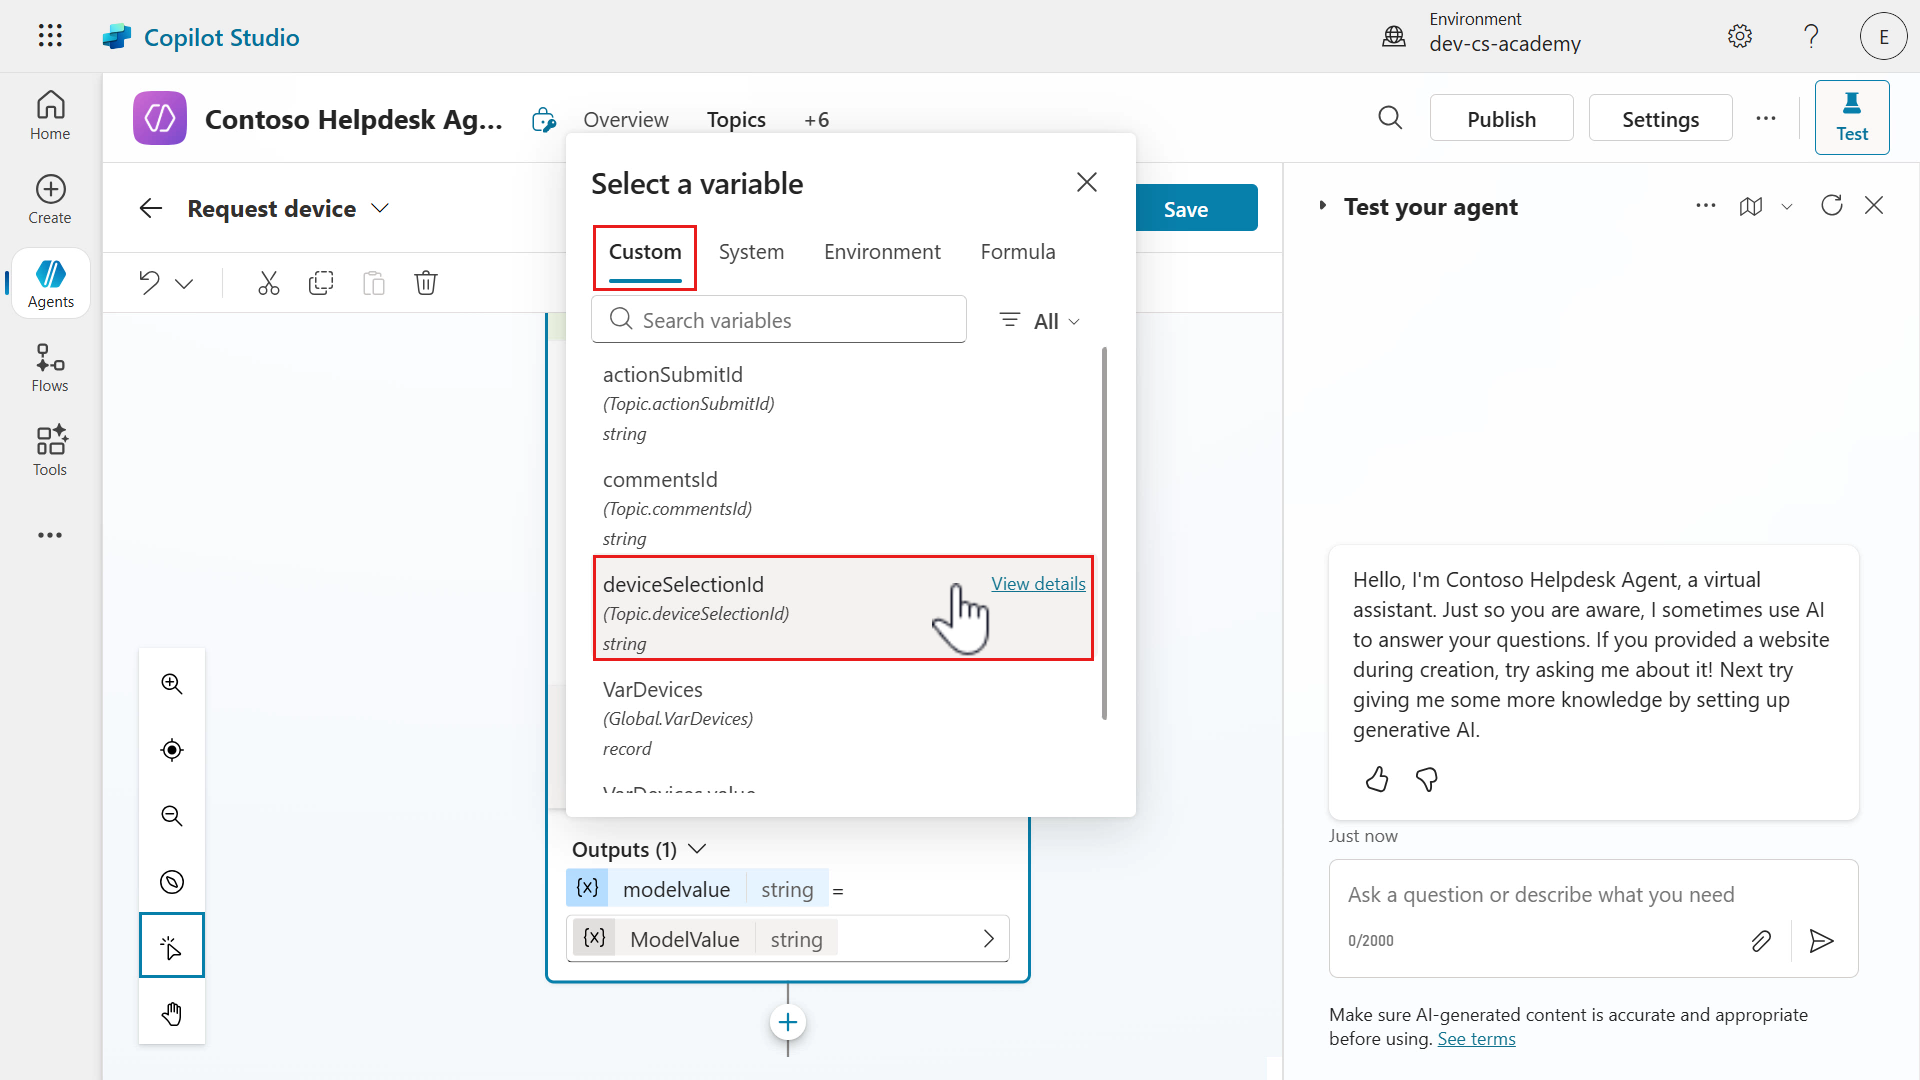 Copilot Studio
Environment
dev-cs-academy
E
Home
Create
Agents
Flows
Tools
Contoso Helpdesk Ag...
Overview
Topics
+6
Publish
Settings
Test
Request device
Save
Select a variable
Custom
System
Environment
Formula
Search variables
All
actionSubmitId
(Topic.actionSubmitId)
string
commentsId
(Topic.commentsId)
string
deviceSelectionId
View details
(Topic.deviceSelectionId)
string
VarDevices
(Global.VarDevices)
record
VarDevices.value
Outputs (1)
{x} modelvalue string =
{x} ModelValue string
Test your agent
Hello, I'm Contoso Helpdesk Agent, a virtual
assistant. Just so you are aware, I sometimes use AI
to answer your questions. If you provided a website
during creation, try asking me about it! Next try
giving me some more knowledge by setting up
generative AI.
Just now
Ask a question or describe what you need
0/2000
Make sure AI-generated content is accurate and appropriate
before using. See terms